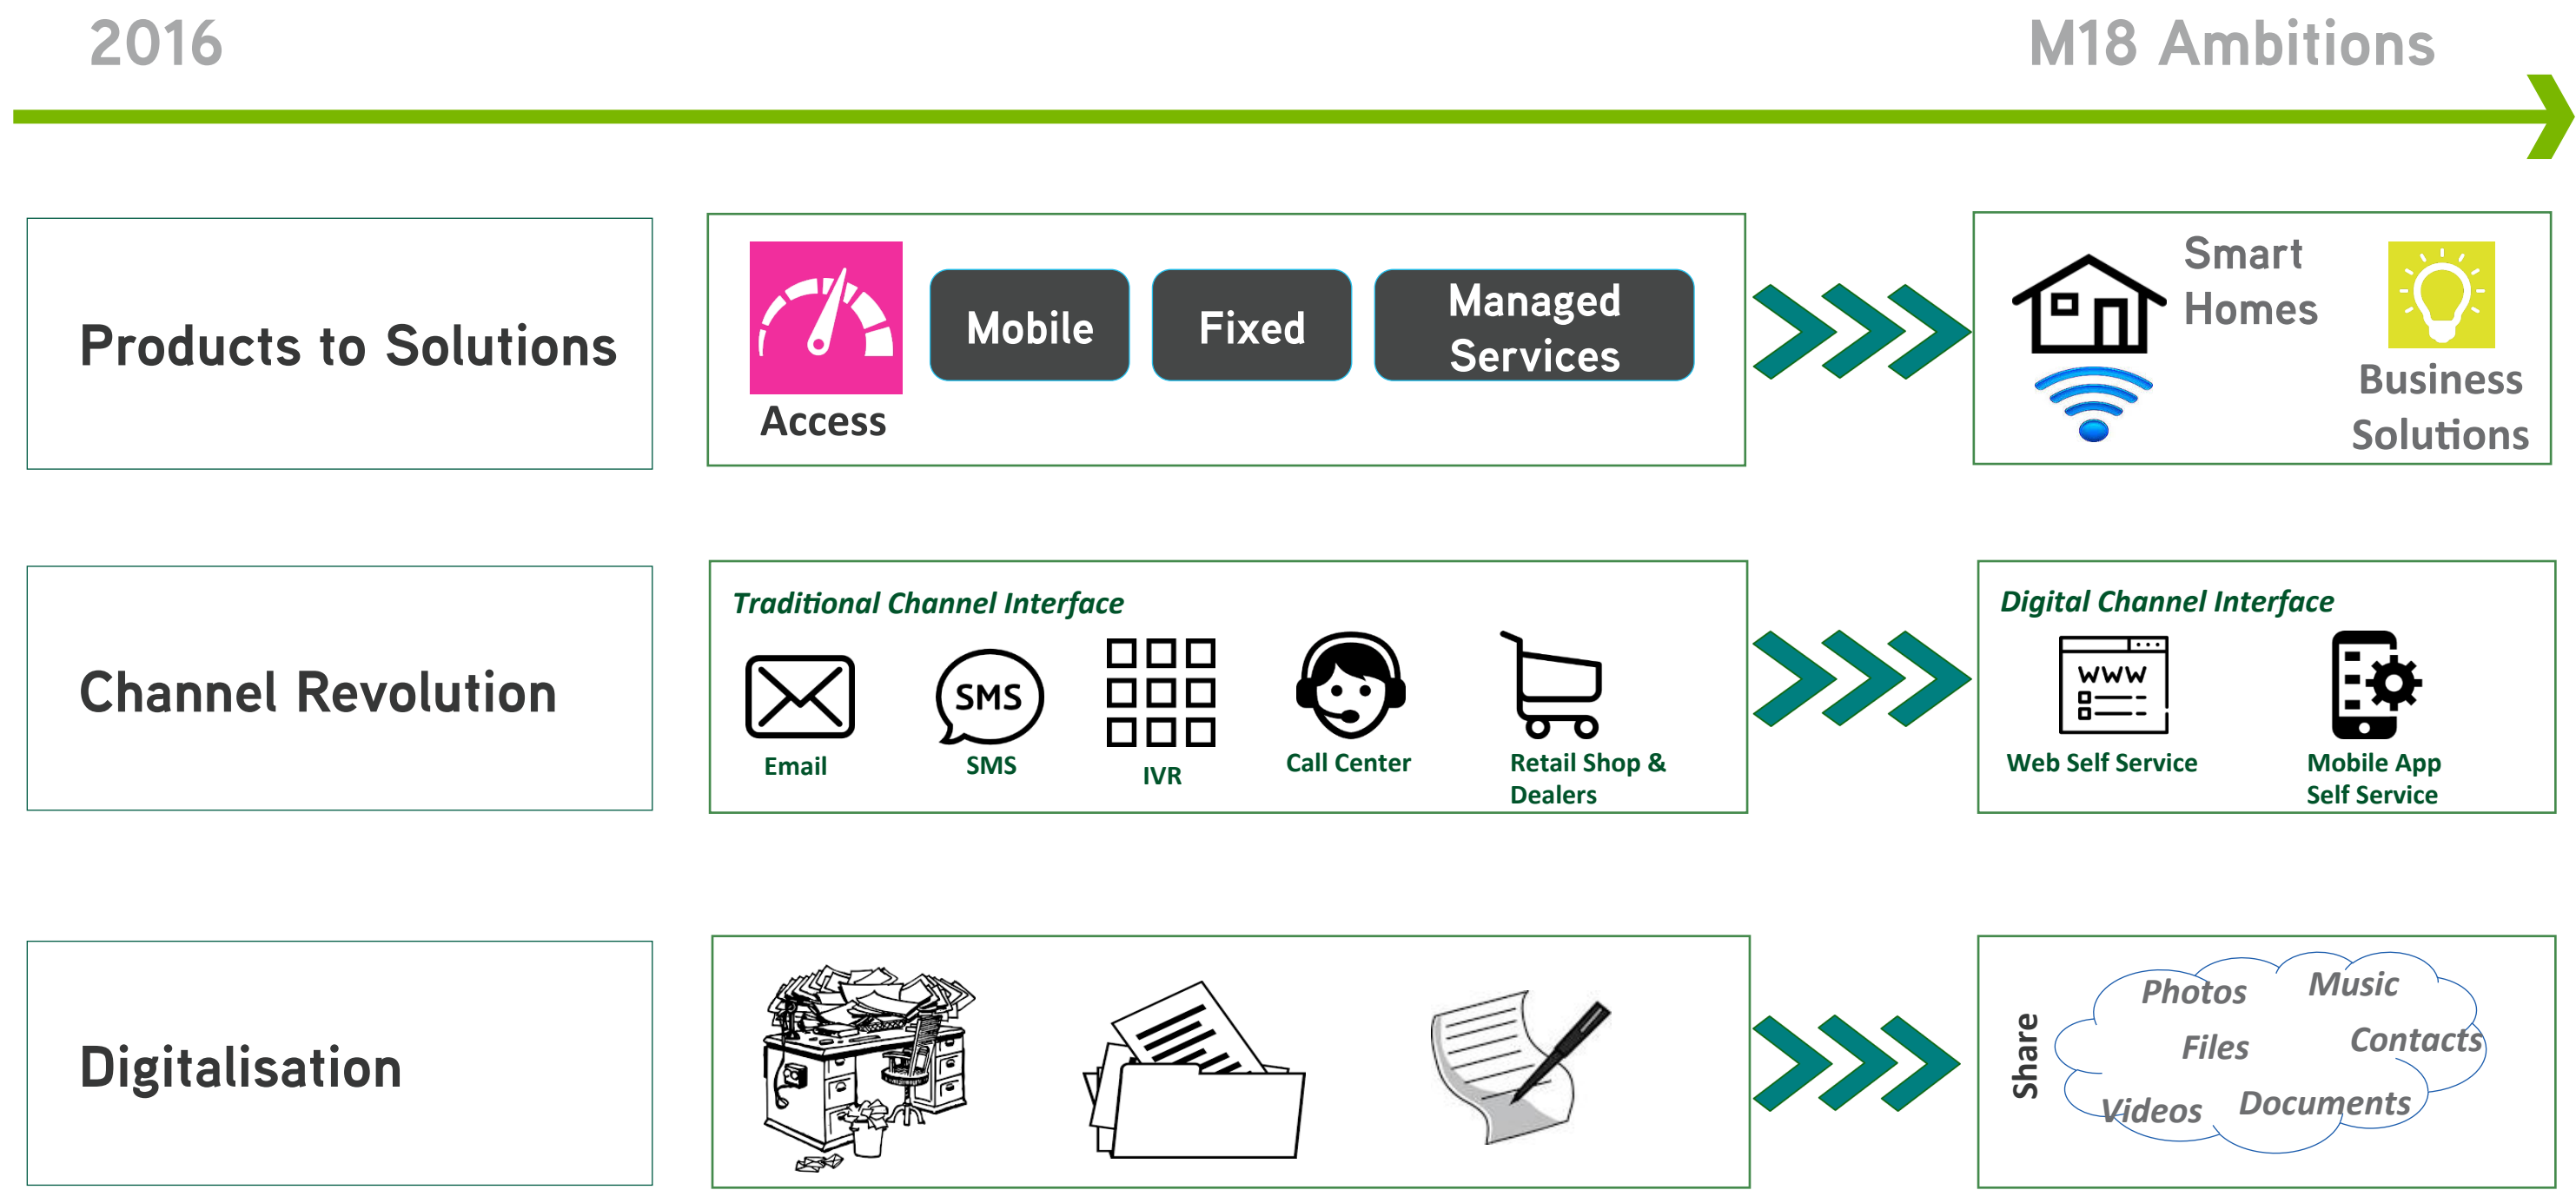 2016
M18 Ambitions
Products to Solutions
Access
Mobile
Fixed
Managed
Services
Smart
Homes
Business
Solutions
Channel Revolution
Traditional Channel Interface
SMS
Email
SMS
IVR
Call Center
Retail Shop &
Dealers
Digital Channel Interface
WWW
Web Self Service
Mobile App
Self Service
Digitalisation
Share
Photos
Music
Files
Contacts
Videos
Documents